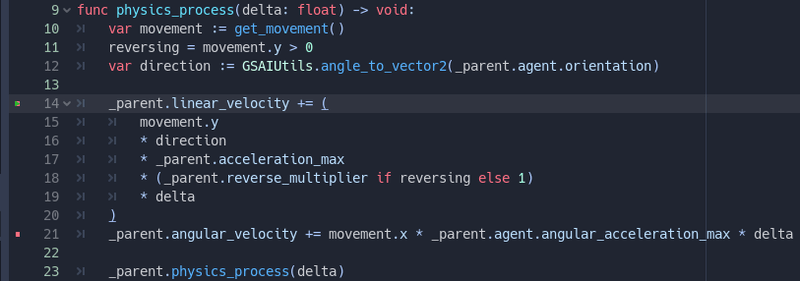 9 func physics_process(delta: float) -> void:
10 var movement := get_movement()
11 reversing = movement.y > 0
12 var direction := GSAIUtils.angle_to_vector2(_parent.agent.orientation)
13
14 _parent.linear_velocity += (
15 movement.y
16 * direction
17 * _parent.acceleration_max
18 * (_parent.reverse_multiplier if reversing else 1)
19 * delta
20 )
21 _parent.angular_velocity += movement.x * _parent.agent.angular_acceleration_max * delta
22
23 _parent.physics_process(delta)